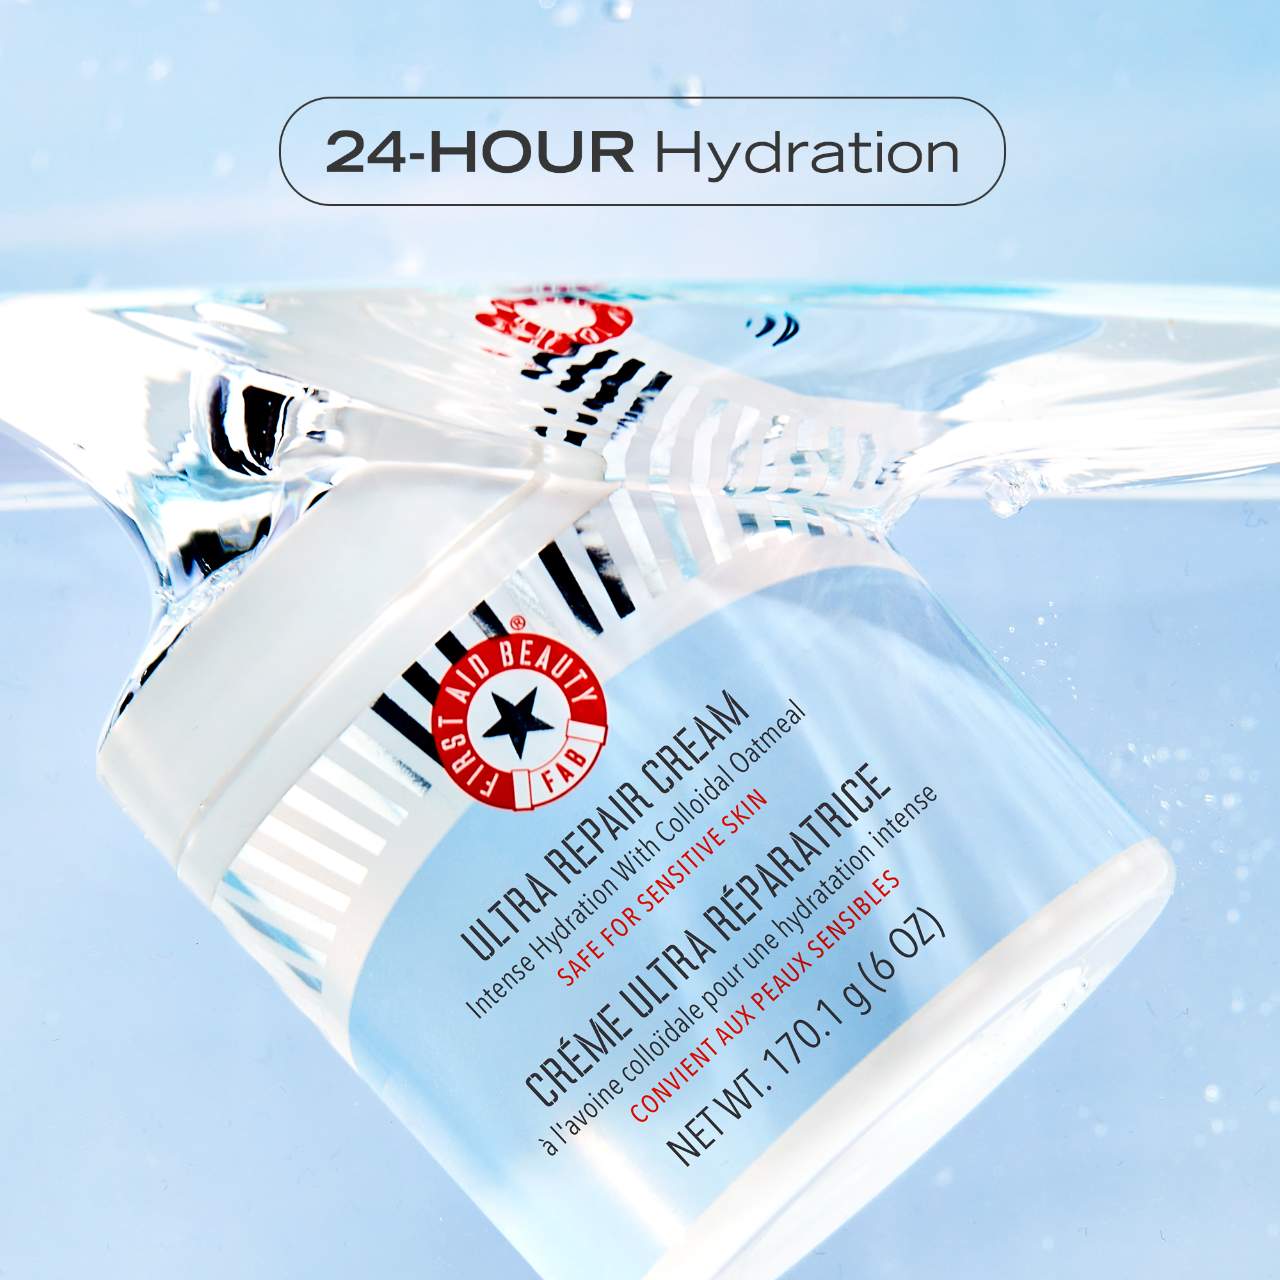 24-HOUR Hydration
FIRST AID BEAUTY
FAB
®
ULTRA REPAIR CREAM
Intense Hydration With Colloidal Oatmeal
SAFE FOR SENSITIVE SKIN
CRÉME ULTRA RÉPARATRICE
à l'avoine colloïdale pour une hydratation intense
CONVIENT AUX PEAUX SENSIBLES
NET WT. 170.1 g (6 OZ)